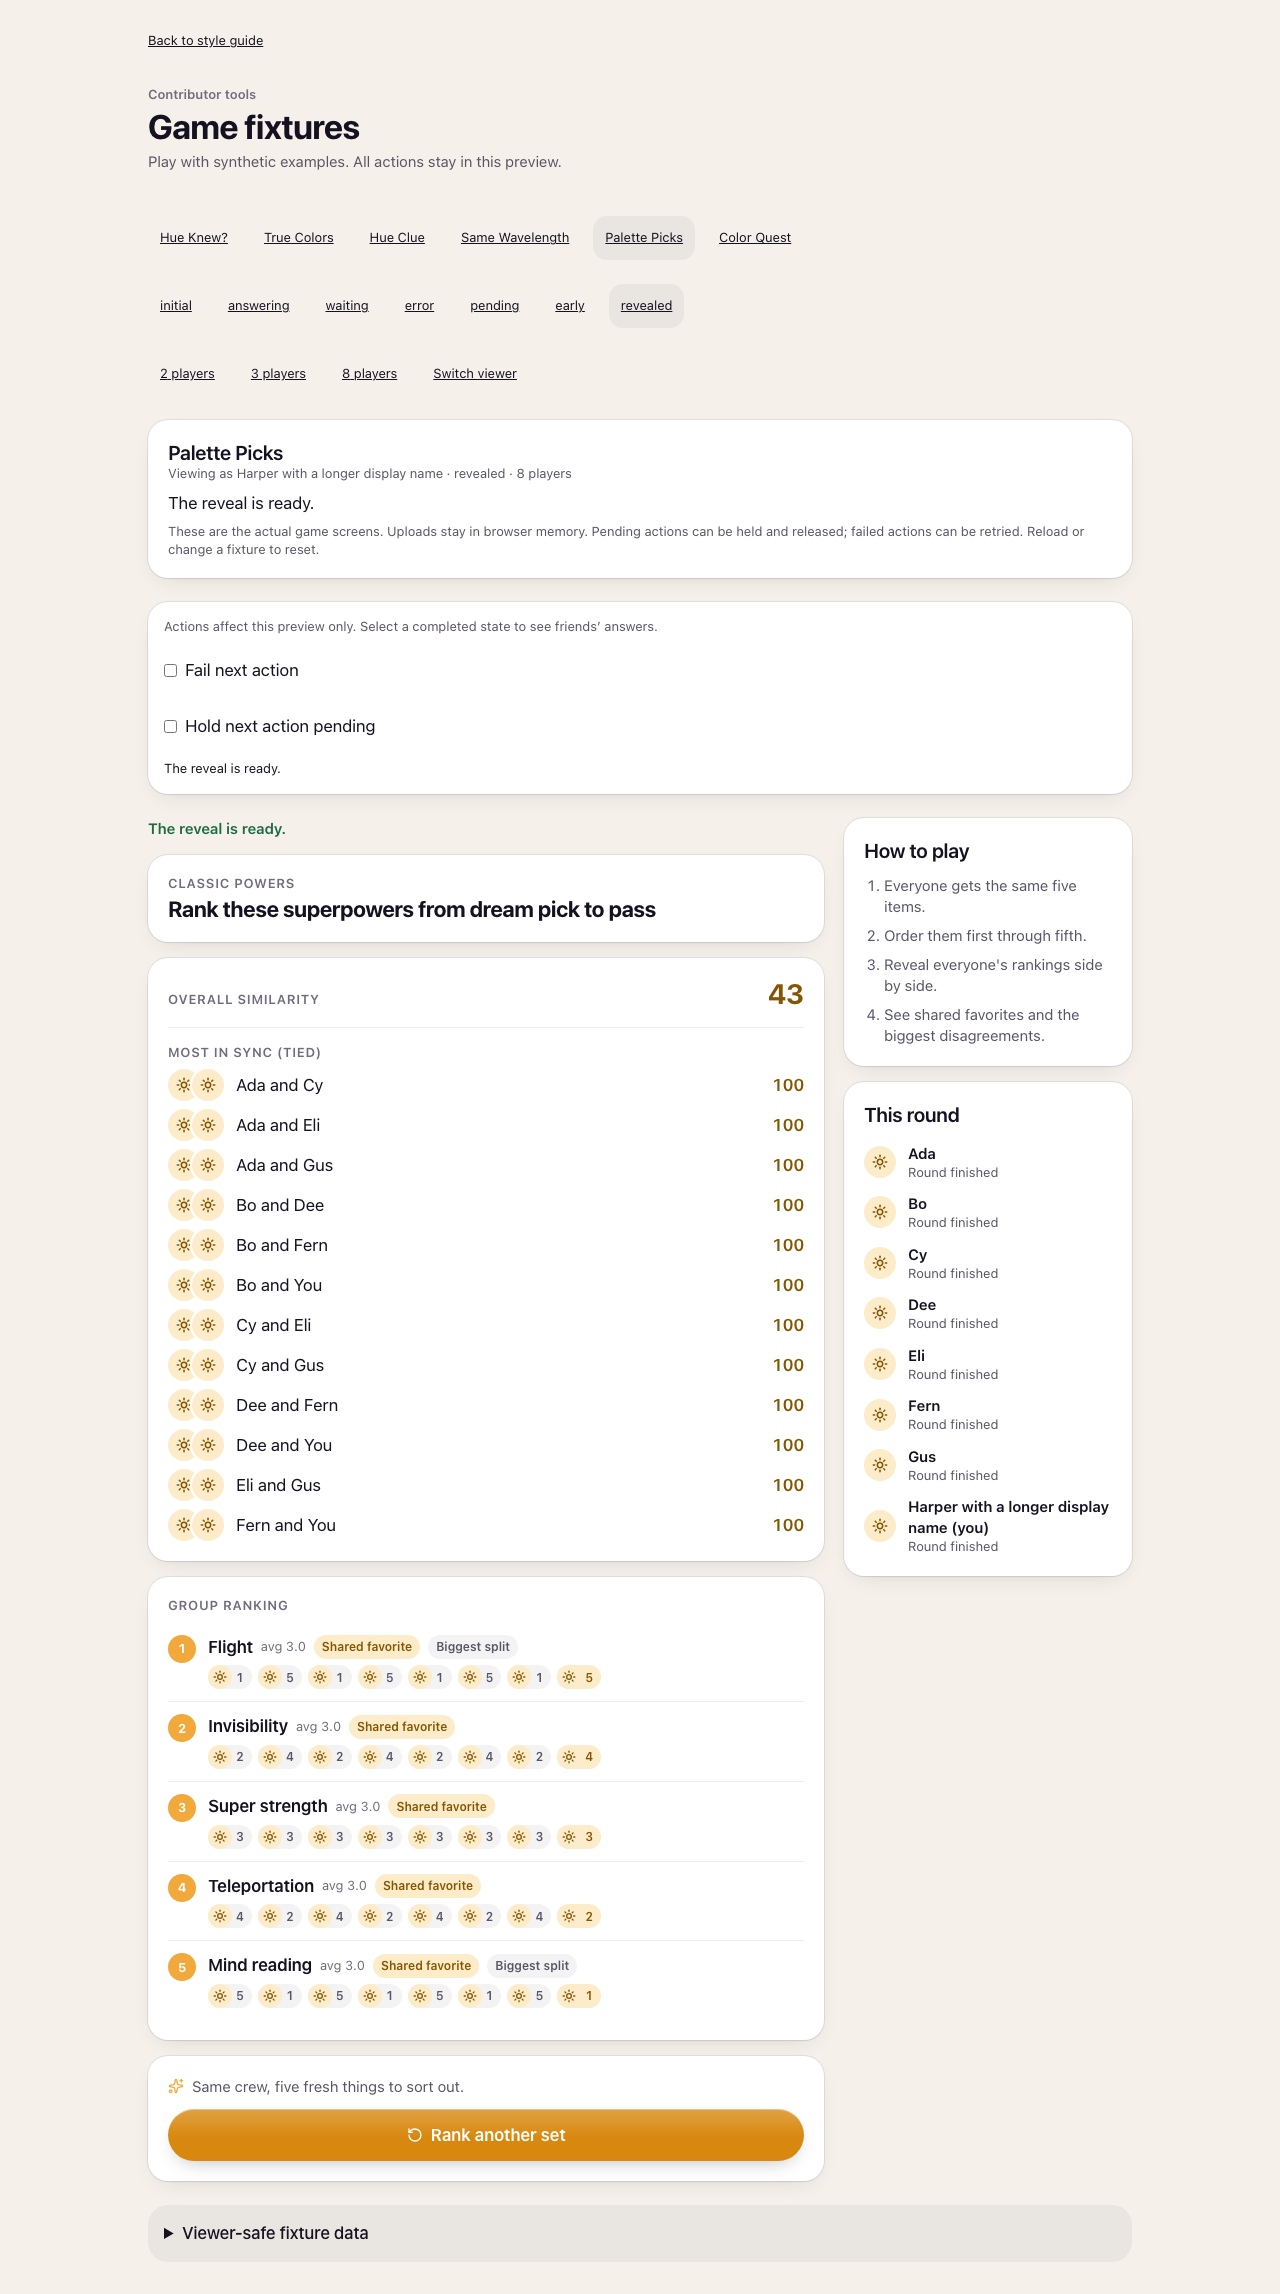 Back to style guide
Contributor tools
Game fixtures
Play with synthetic examples. All actions stay in this preview.
Hue Knew? True Colors Hue Clue Same Wavelength Palette Picks Color Quest
initial answering waiting error pending early revealed
2 players 3 players 8 players Switch viewer
Palette Picks
Viewing as Harper with a longer display name · revealed · 8 players
The reveal is ready.
These are the actual game screens. Uploads stay in browser memory. Pending actions can be held and released; failed actions can be retried. Reload or
change a fixture to reset.
Actions affect this preview only. Select a completed state to see friends’ answers.
Fail next action
Hold next action pending
The reveal is ready.
The reveal is ready.
CLASSIC POWERS
Rank these superpowers from dream pick to pass
OVERALL SIMILARITY 43
MOST IN SYNC (TIED)
Ada and Cy 100
Ada and Eli 100
Ada and Gus 100
Bo and Dee 100
Bo and Fern 100
Bo and You 100
Cy and Eli 100
Cy and Gus 100
Dee and Fern 100
Dee and You 100
Eli and Gus 100
Fern and You 100
GROUP RANKING
1 Flight avg 3.0 Shared favorite Biggest split
1 5 1 5 1 5 1 5
2 Invisibility avg 3.0 Shared favorite
2 4 2 4 2 4 2 4
3 Super strength avg 3.0 Shared favorite
3 3 3 3 3 3 3 3
4 Teleportation avg 3.0 Shared favorite
4 2 4 2 4 2 4 2
5 Mind reading avg 3.0 Shared favorite Biggest split
5 1 5 1 5 1 5 1
Same crew, five fresh things to sort out.
Rank another set
How to play
1. Everyone gets the same five
items.
2. Order them first through fifth.
3. Reveal everyone's rankings side
by side.
4. See shared favorites and the
biggest disagreements.
This round
Ada
Round finished
Bo
Round finished
Cy
Round finished
Dee
Round finished
Eli
Round finished
Fern
Round finished
Gus
Round finished
Harper with a longer display
name (you)
Round finished
Viewer-safe fixture data